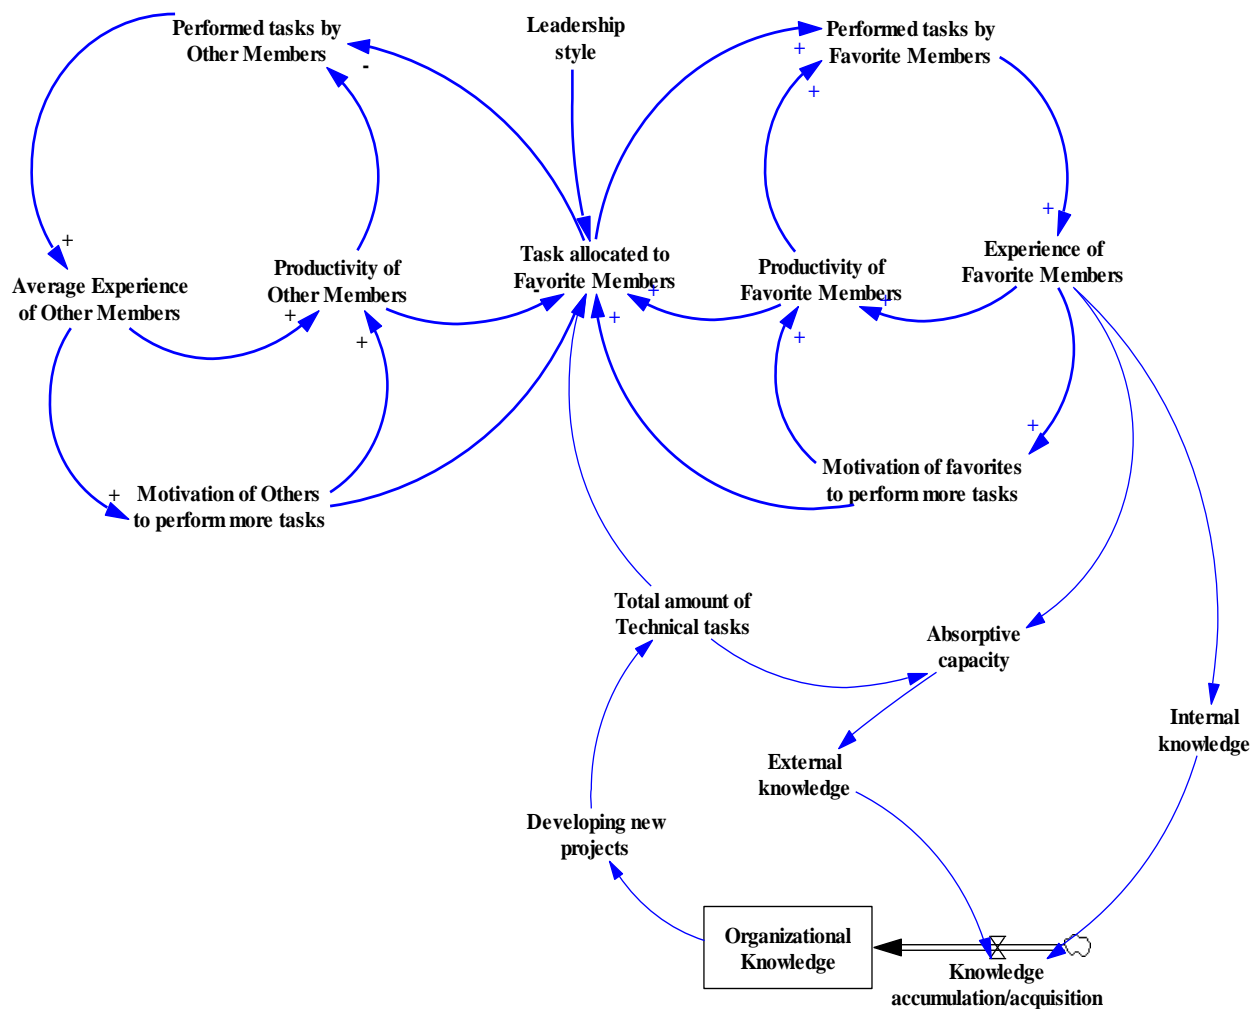 Performed tasks by
Other Members
-
Leadership
style
Performed tasks by
Favorite Members
+
+
+
+
Average Experience
of Other Members
Productivity of
Other Members
+
+
Task allocated to
Favorite Members
-
+
+
Productivity of
Favorite Members
+
+
Experience of
Favorite Members
+
Motivation of Others
to perform more tasks
+
Motivation of favorites
to perform more tasks
Total amount of
Technical tasks
Absorptive
capacity
Internal
knowledge
External
knowledge
Developing new
projects
Organizational
Knowledge
Knowledge
accumulation/acquisition